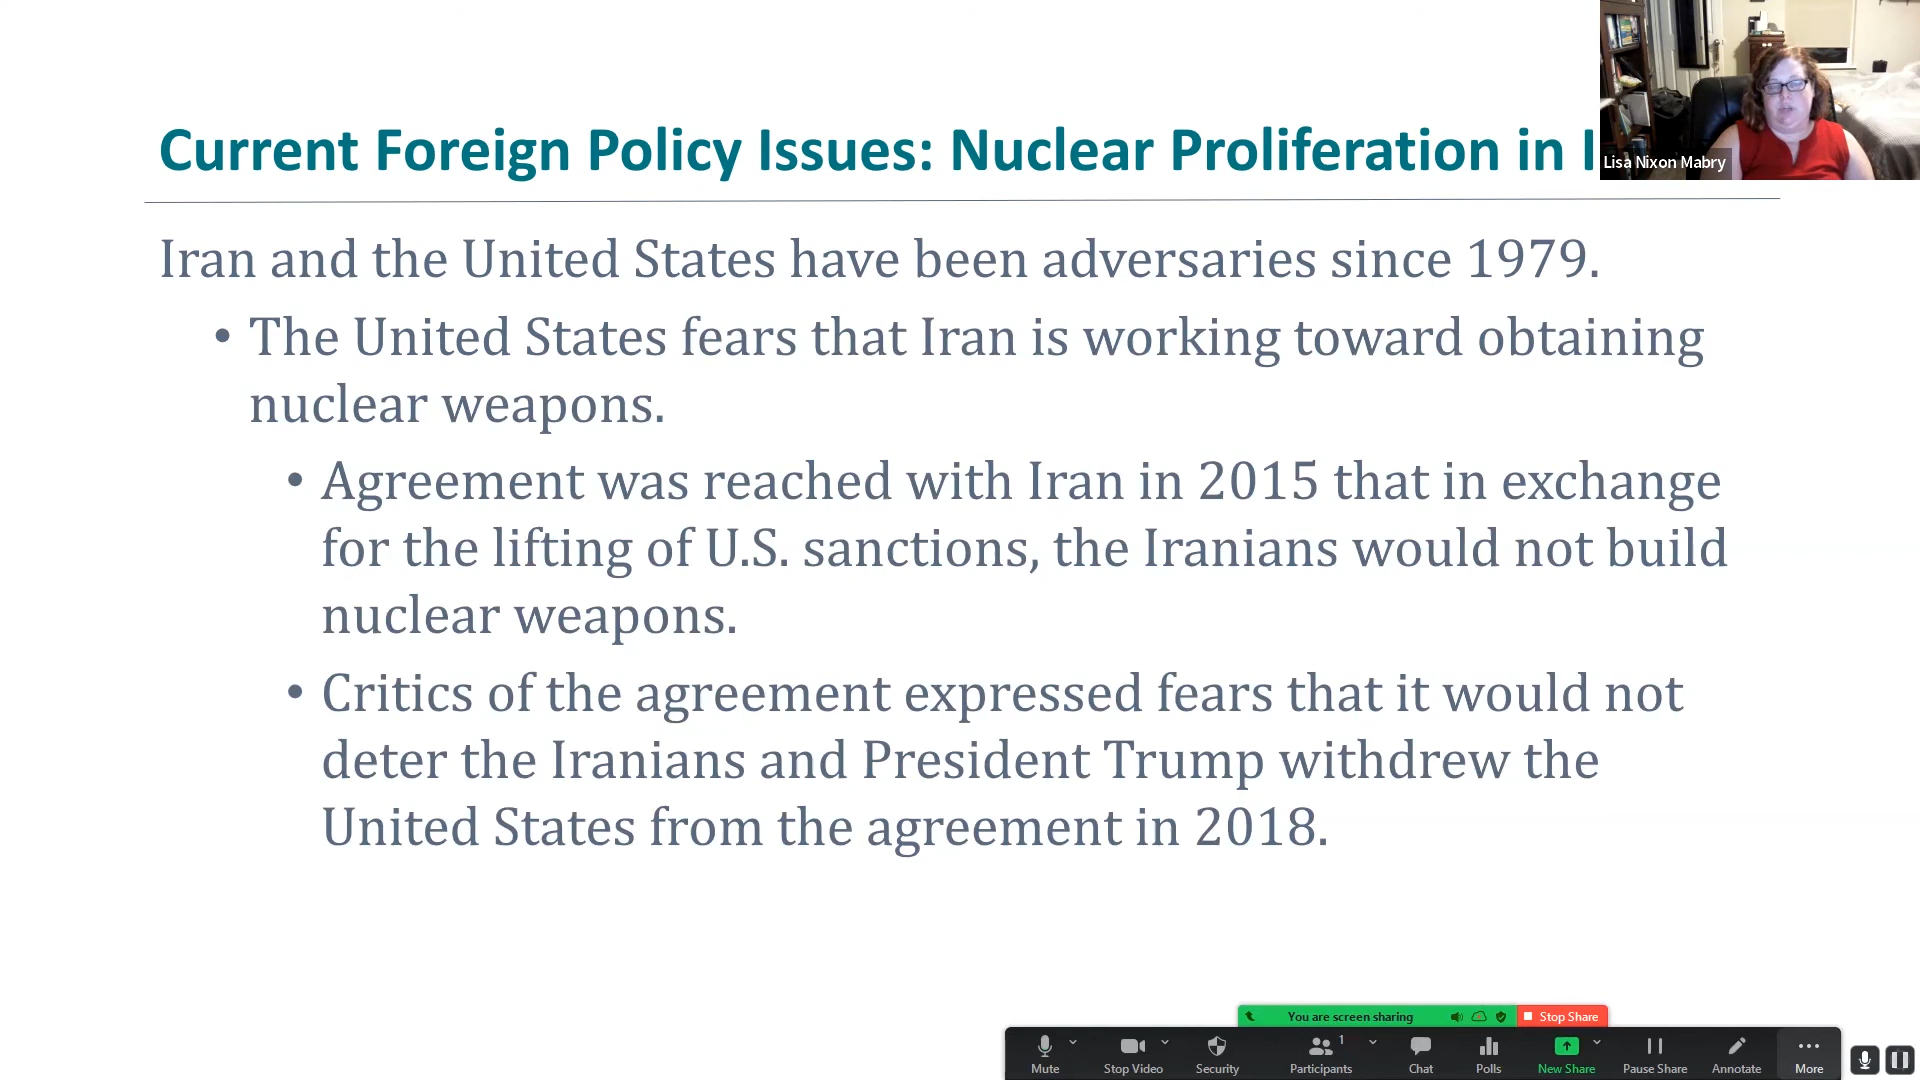 Current Foreign Policy Issues: Nuclear Proliferation in I
Lisa Nixon Mabry
Iran and the United States have been adversaries since 1979.
• The United States fears that Iran is working toward obtaining
nuclear weapons.
• Agreement was reached with Iran in 2015 that in exchange
for the lifting of U.S. sanctions, the Iranians would not build
nuclear weapons.
• Critics of the agreement expressed fears that it would not
deter the Iranians and President Trump withdrew the
United States from the agreement in 2018.
You are screen sharing Stop Share
Mute Stop Video Security Participants 1 Chat Polls New Share Pause Share Annotate More